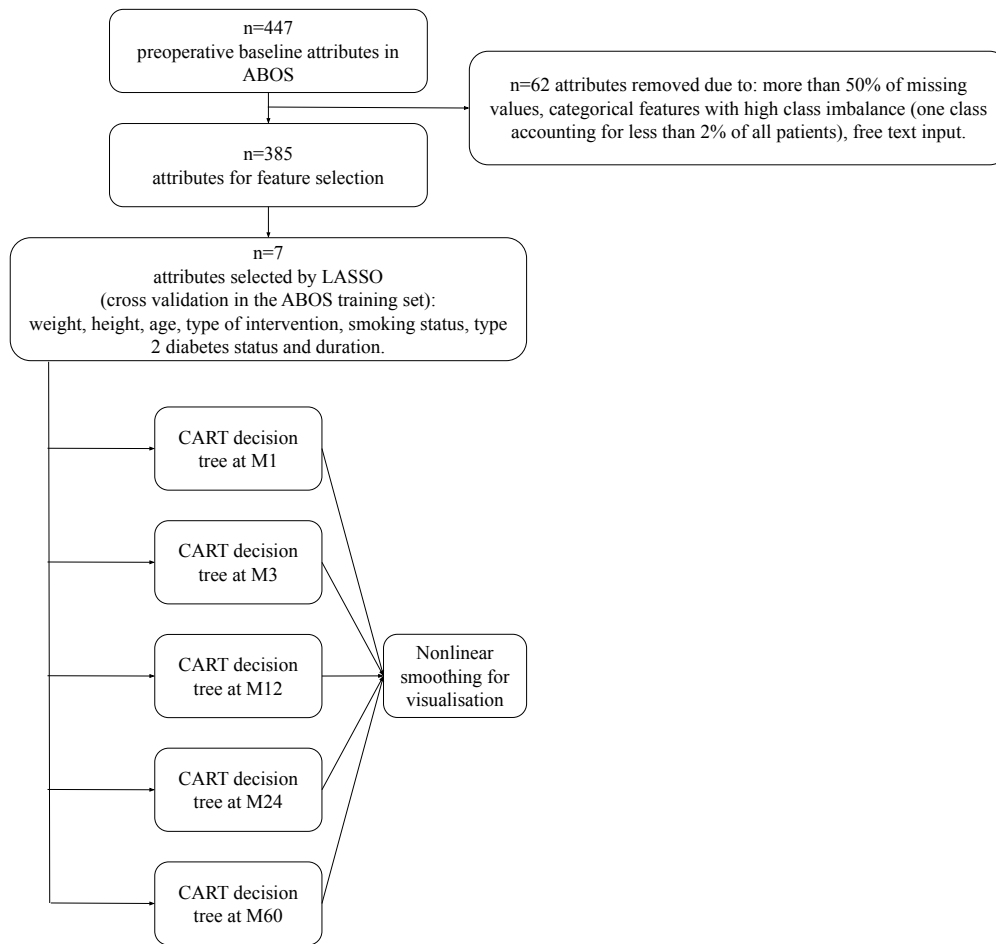 n=447
preoperative baseline attributes in
ABOS
n=62 attributes removed due to: more than 50% of missing
values, categorical features with high class imbalance (one class
accounting for less than 2% of all patients), free text input.
n=385
attributes for feature selection
n=7
attributes selected by LASSO
(cross validation in the ABOS training set):
weight, height, age, type of intervention, smoking status, type
2 diabetes status and duration.
CART decision
tree at M1
CART decision
tree at M3
CART decision
tree at M12
CART decision
tree at M24
CART decision
tree at M60
Nonlinear
smoothing for
visualisation